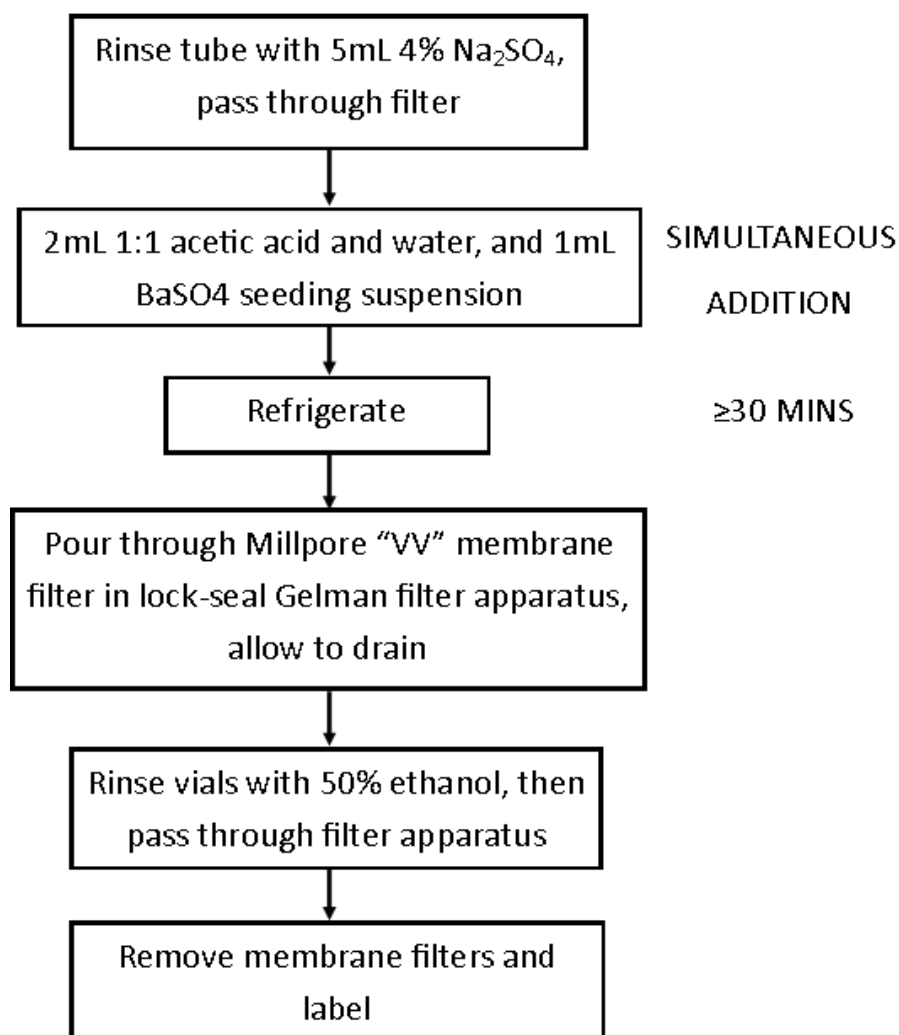 Rinse tube with 5mL 4% Na₂SO₄,
pass through filter
2mL 1:1 acetic acid and water, and 1mL
BaSO4 seeding suspension
SIMULTANEOUS
ADDITION
Refrigerate
≥30 MINS
Pour through Millpore “VV” membrane
filter in lock-seal Gelman filter apparatus,
allow to drain
Rinse vials with 50% ethanol, then
pass through filter apparatus
Remove membrane filters and
label